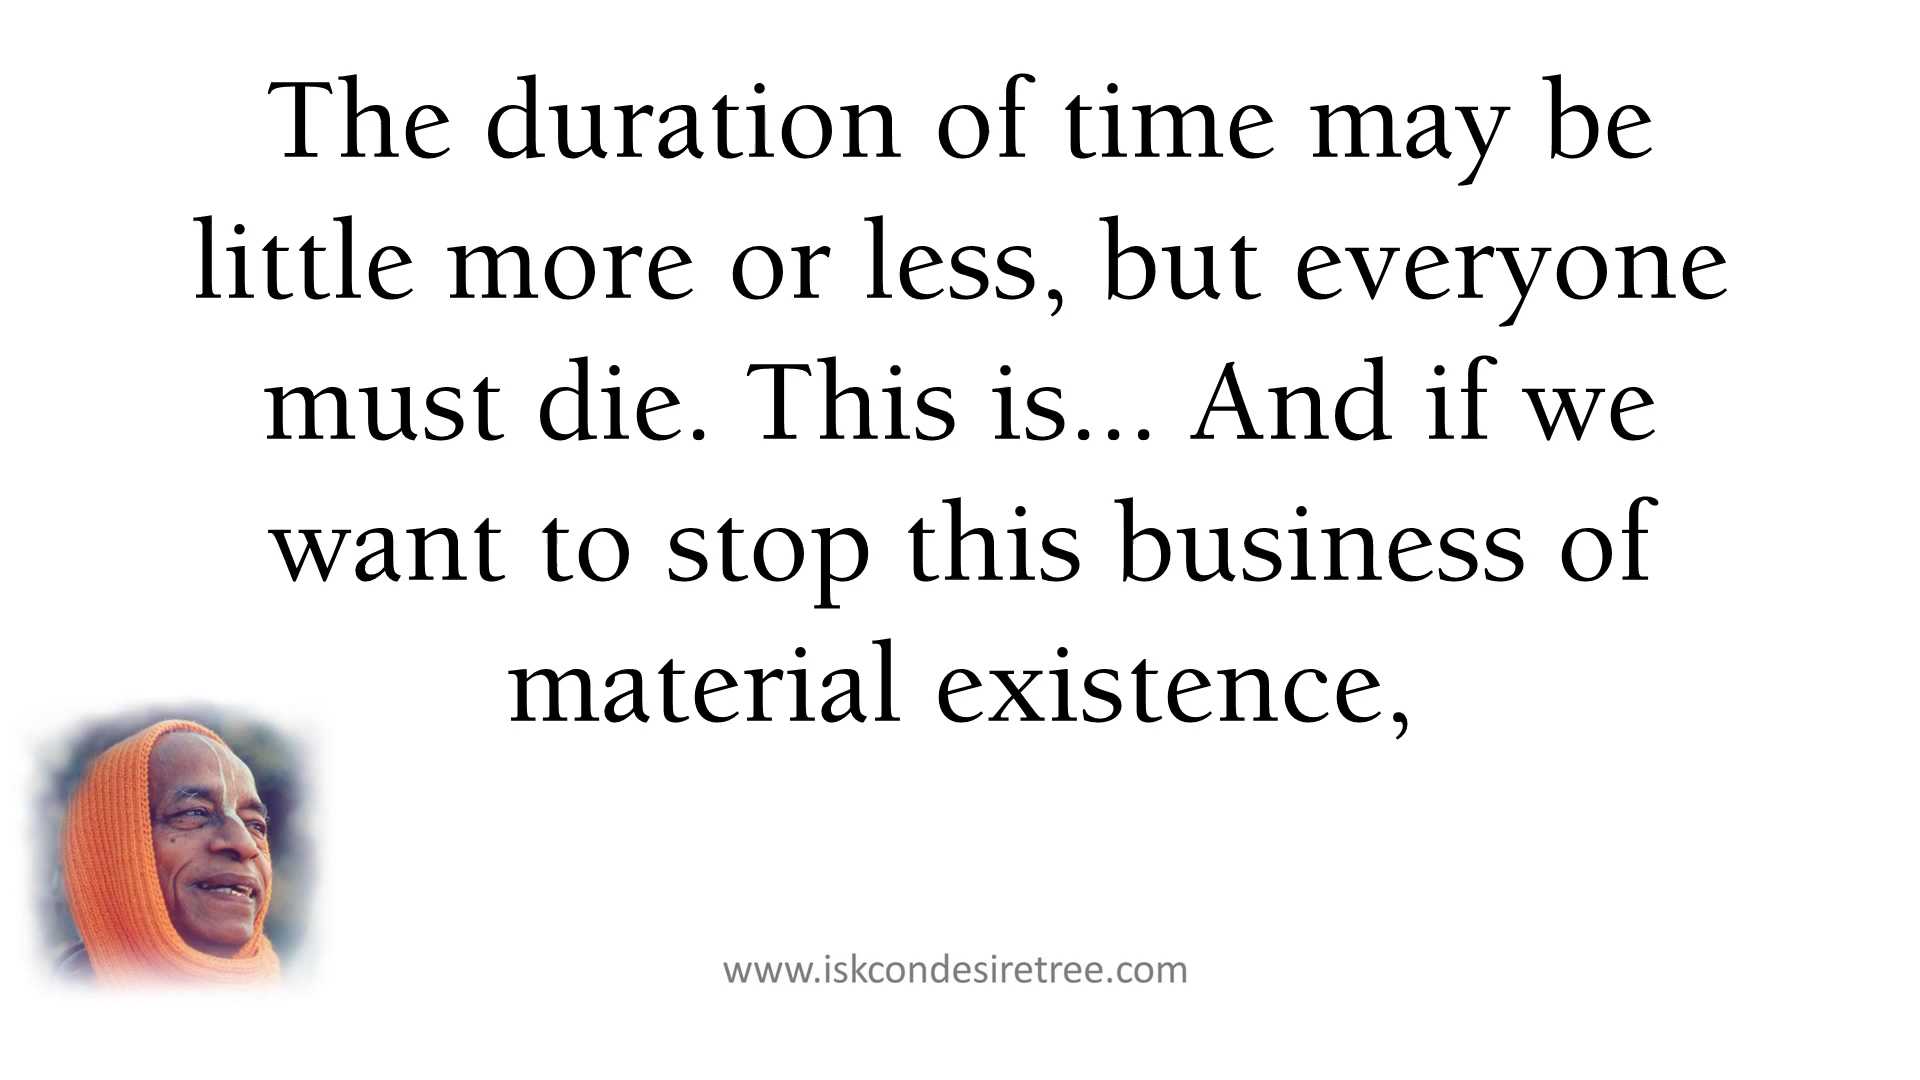 The duration of time may be
little more or less, but everyone
must die. This is... And if we
want to stop this business of
material existence,
www.iskcondesiretree.com